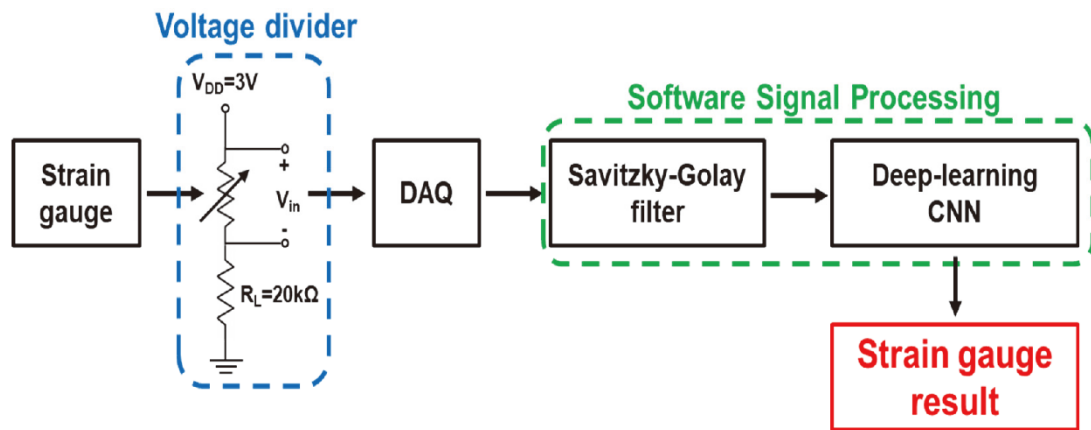 Voltage divider
V_DD=3V
Software Signal Processing
Strain
gauge
+
V_in
-
R_L=20kΩ
DAQ
Savitzky-Golay
filter
Deep-learning
CNN
Strain gauge
result